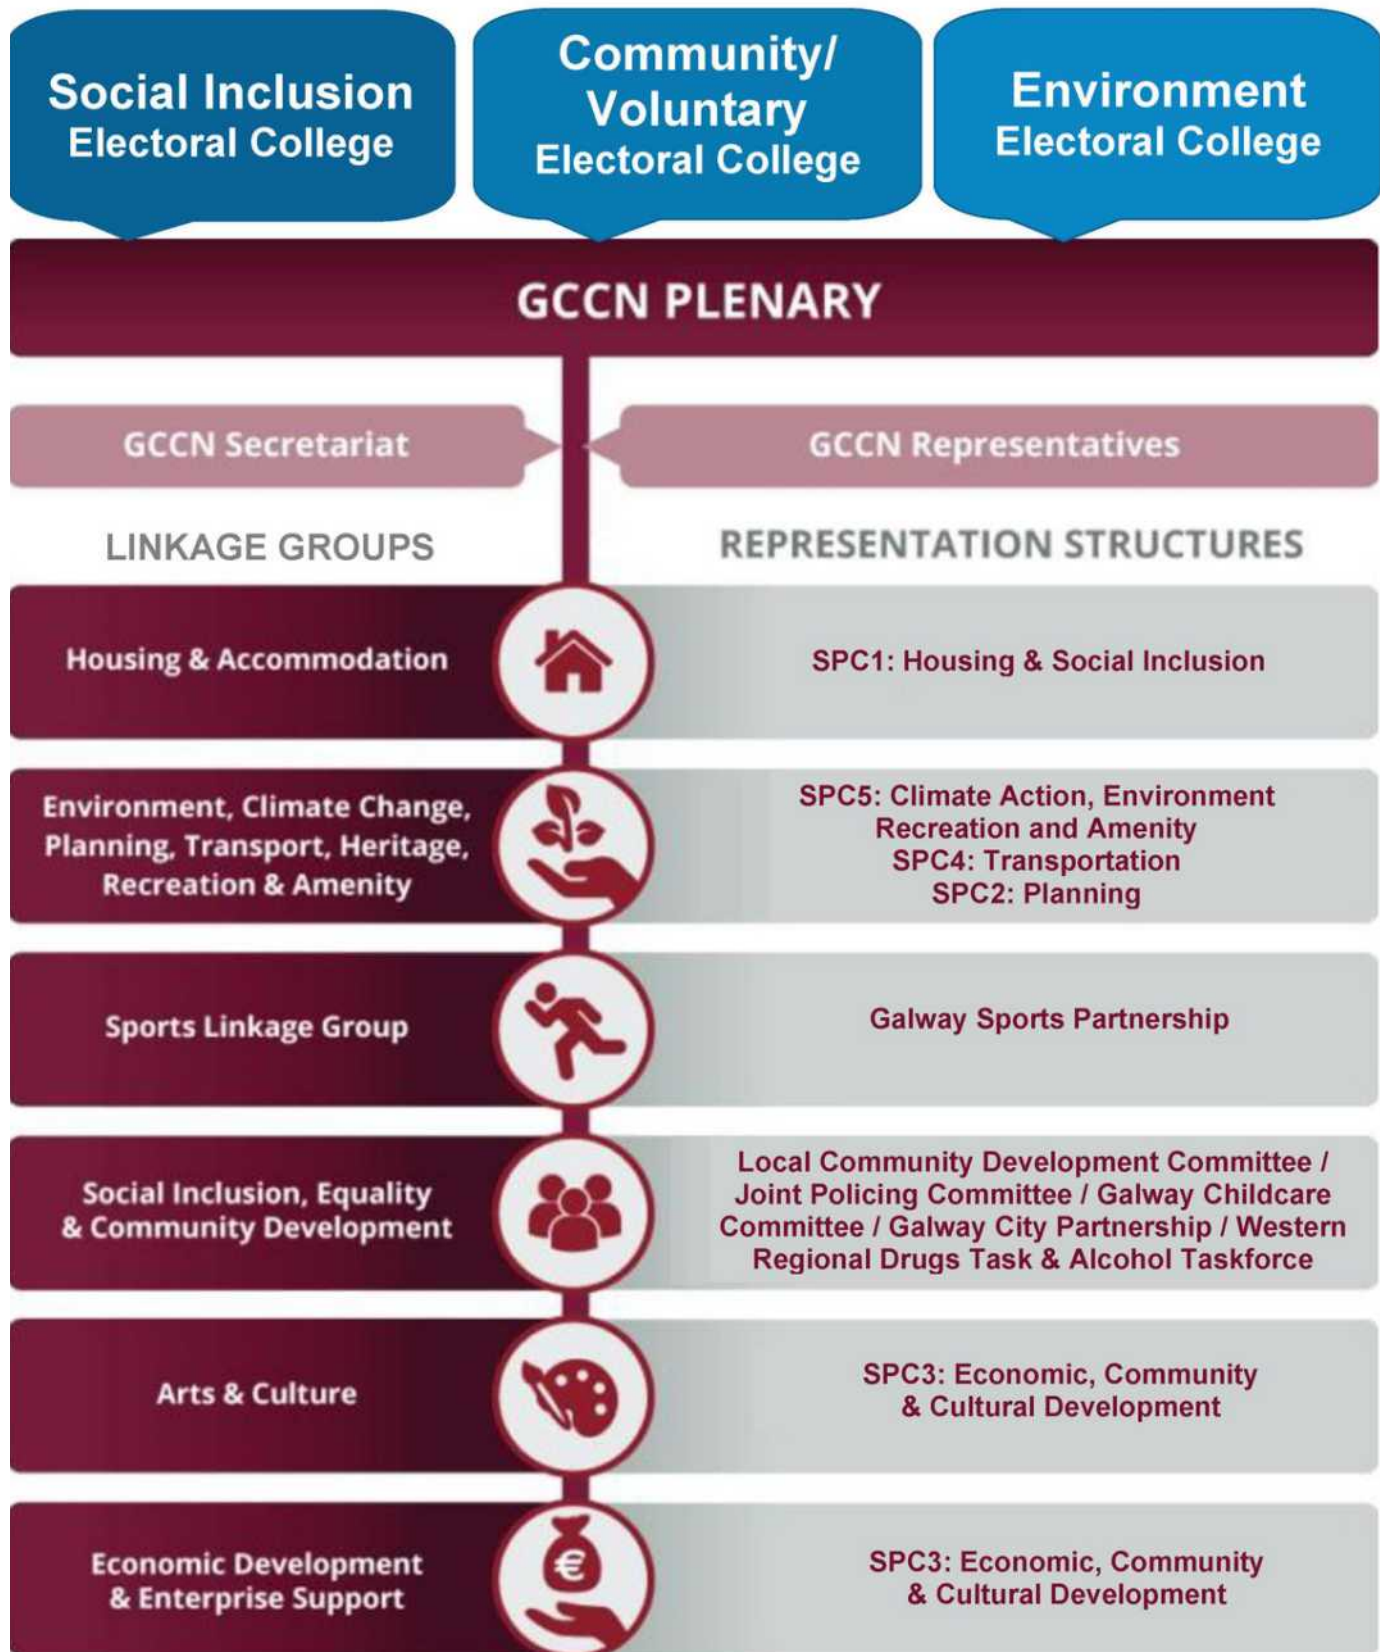 Social Inclusion
Electoral College
Community/
Voluntary
Electoral College
Environment
Electoral College
GCCN PLENARY
GCCN Secretariat
GCCN Representatives
LINKAGE GROUPS
REPRESENTATION STRUCTURES
Housing & Accommodation
SPC1: Housing & Social Inclusion
Environment, Climate Change,
Planning, Transport, Heritage,
Recreation & Amenity
SPC5: Climate Action, Environment
Recreation and Amenity
SPC4: Transportation
SPC2: Planning
Sports Linkage Group
Galway Sports Partnership
Social Inclusion, Equality
& Community Development
Local Community Development Committee /
Joint Policing Committee / Galway Childcare
Committee / Galway City Partnership / Western
Regional Drugs Task & Alcohol Taskforce
Arts & Culture
SPC3: Economic, Community
& Cultural Development
Economic Development
& Enterprise Support
€
SPC3: Economic, Community
& Cultural Development